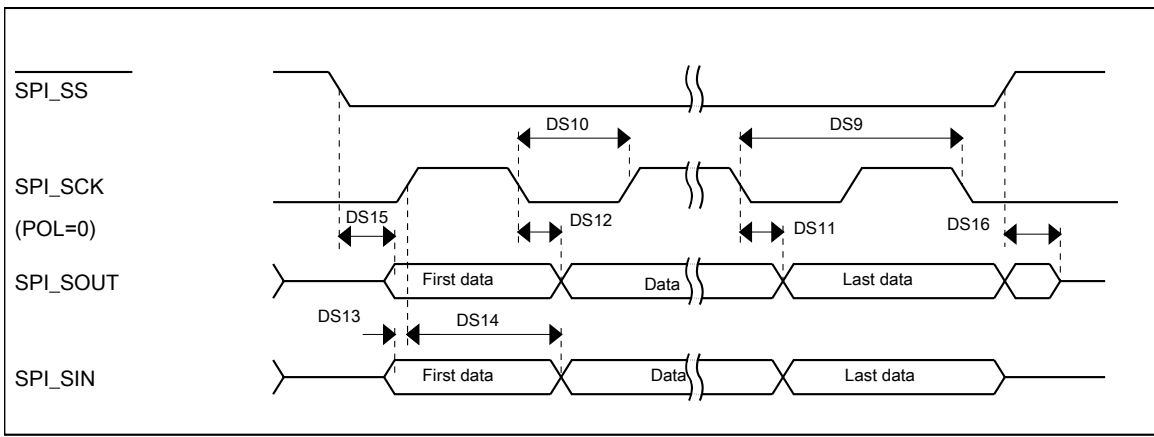 SPI_SS
DS10
DS9
SPI_SCK
(POL=0)
DS15
DS12
DS11
DS16
SPI_SOUT
First data
Data
Last data
DS13
DS14
SPI_SIN
First data
Data
Last data